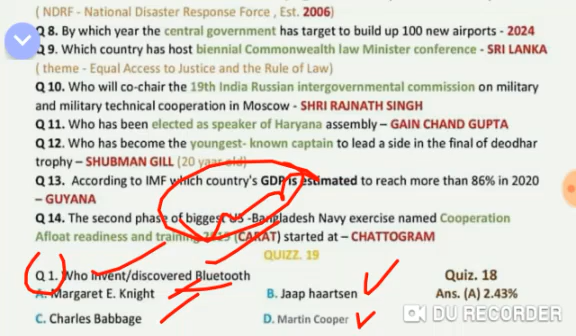 ( NDRF - National Disaster Response Force , Est. 2006)
Q 8. By which year the central government has target to build up 100 new airports - 2024
Q 9. Which country has host biennial Commonwealth law Minister conference - SRI LANKA
( theme - Equal Access to Justice and the Rule of Law)
Q 10. Who will co-chair the 19th India Russian intergovernmental commission on military
and military technical cooperation in Moscow - SHRI RAJNATH SINGH
Q 11. Who has been elected as speaker of Haryana assembly – GAIN CHAND GUPTA
Q 12. Who has become the youngest- known captain to lead a side in the final of deodhar
trophy – SHUBMAN GILL (20 year old)
Q 13. According to IMF which country's GDP is estimated to reach more than 86% in 2020
– GUYANA
Q 14. The second phase of biggest US -Bangladesh Navy exercise named Cooperation
Afloat readiness and training 2019 (CARAT) started at – CHATTOGRAM
QUIZZ. 19
Q 1. Who Invent/discovered Bluetooth Quiz. 18
A. Margaret E. Knight B. Jaap haartsen Ans. (A) 2.43%
C. Charles Babbage D. Martin Cooper
DU RECORDER